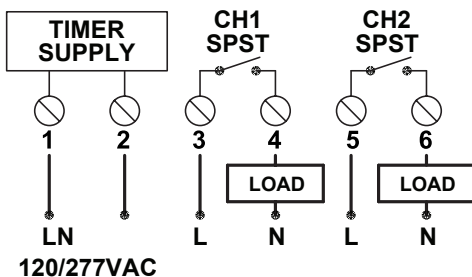 TIMER
SUPPLY
CH1
SPST
CH2
SPST
1 2 3 4 5 6
LOAD LOAD
LN L N L N
120/277VAC